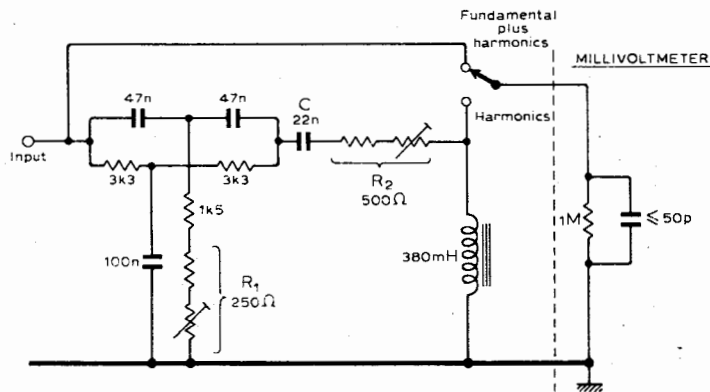 Fundamental
plus
harmonics
MILLIVOLTMETER
47n
47n
C
22n
Harmonics
Input
3k3
3k3
R2
500Ω
1k5
1M
≤ 50p
100n
R1
250Ω
380mH